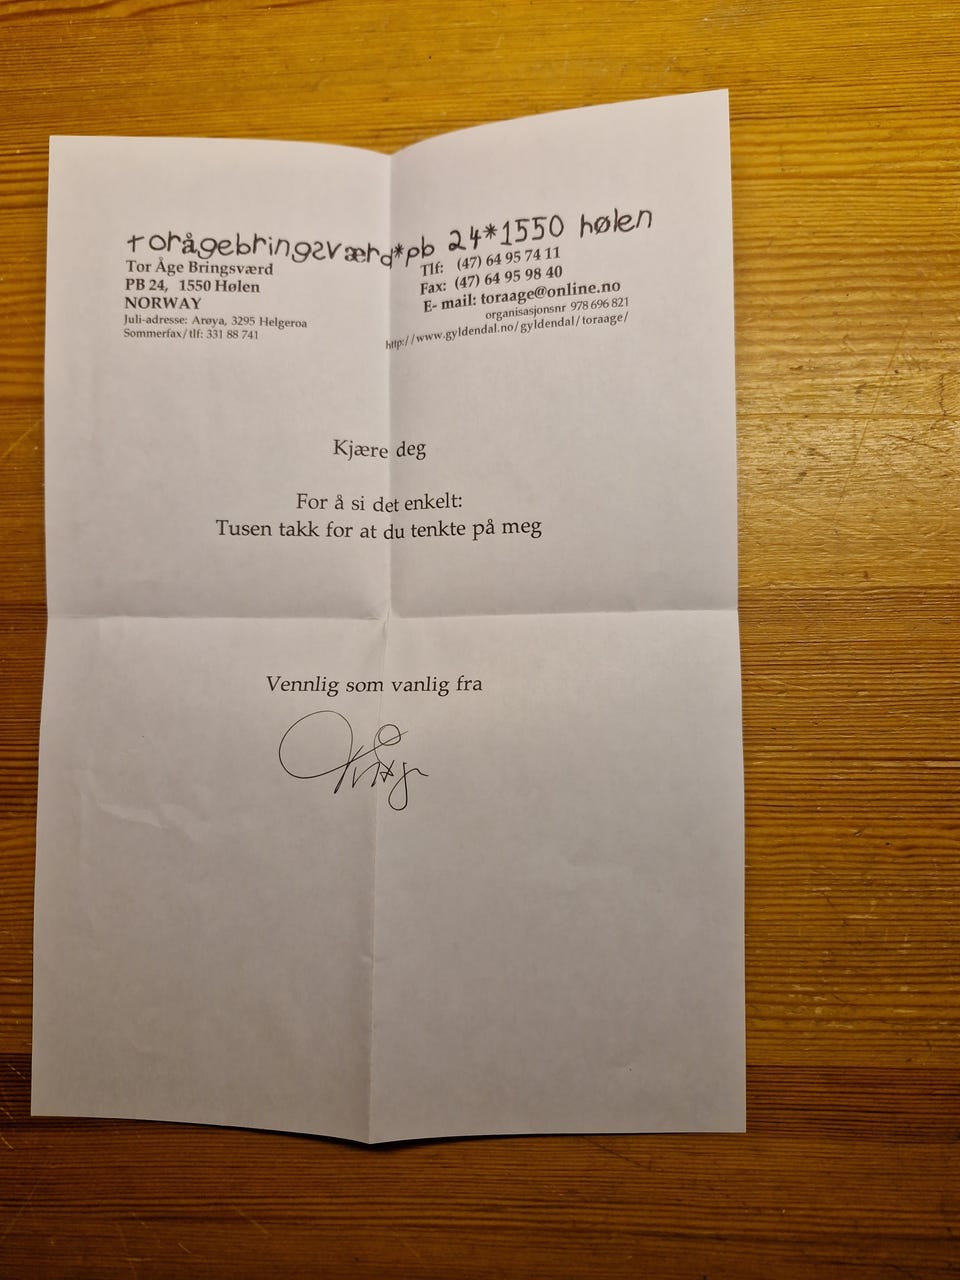 torågebringsværd*pb 24*1550 hølen
Tor Åge Bringsværd
PB 24, 1550 Hølen
NORWAY
Juli-adresse: Arøya, 3295 Helgeroa
Sommerfax/tlf: 331 88 741
Tlf: (47) 64 95 74 11
Fax: (47) 64 95 98 40
E- mail: toraage@online.no
organisasjonsnr 978 696 821
http://www.gyldendal.no/gyldendal/toraage/
Kjære deg
For å si det enkelt:
Tusen takk for at du tenkte på meg
Vennlig som vanlig fra